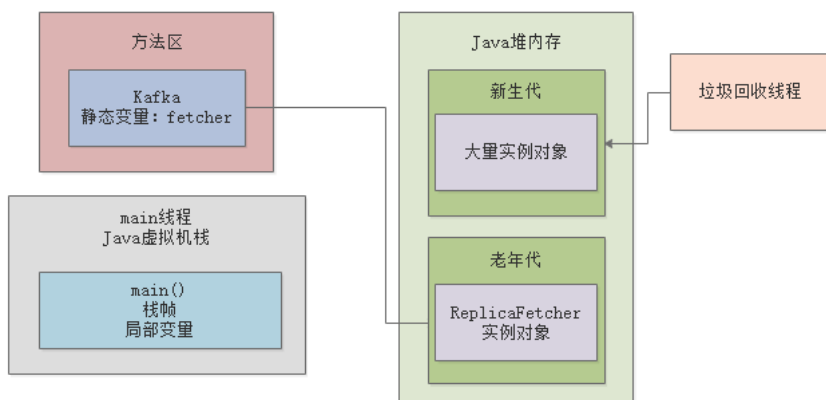 方法区
Kafka
静态变量：fetcher
main线程
Java虚拟机栈
main()
栈帧
局部变量
Java堆内存
新生代
大量实例对象
老年代
ReplicaFetcher
实例对象
垃圾回收线程